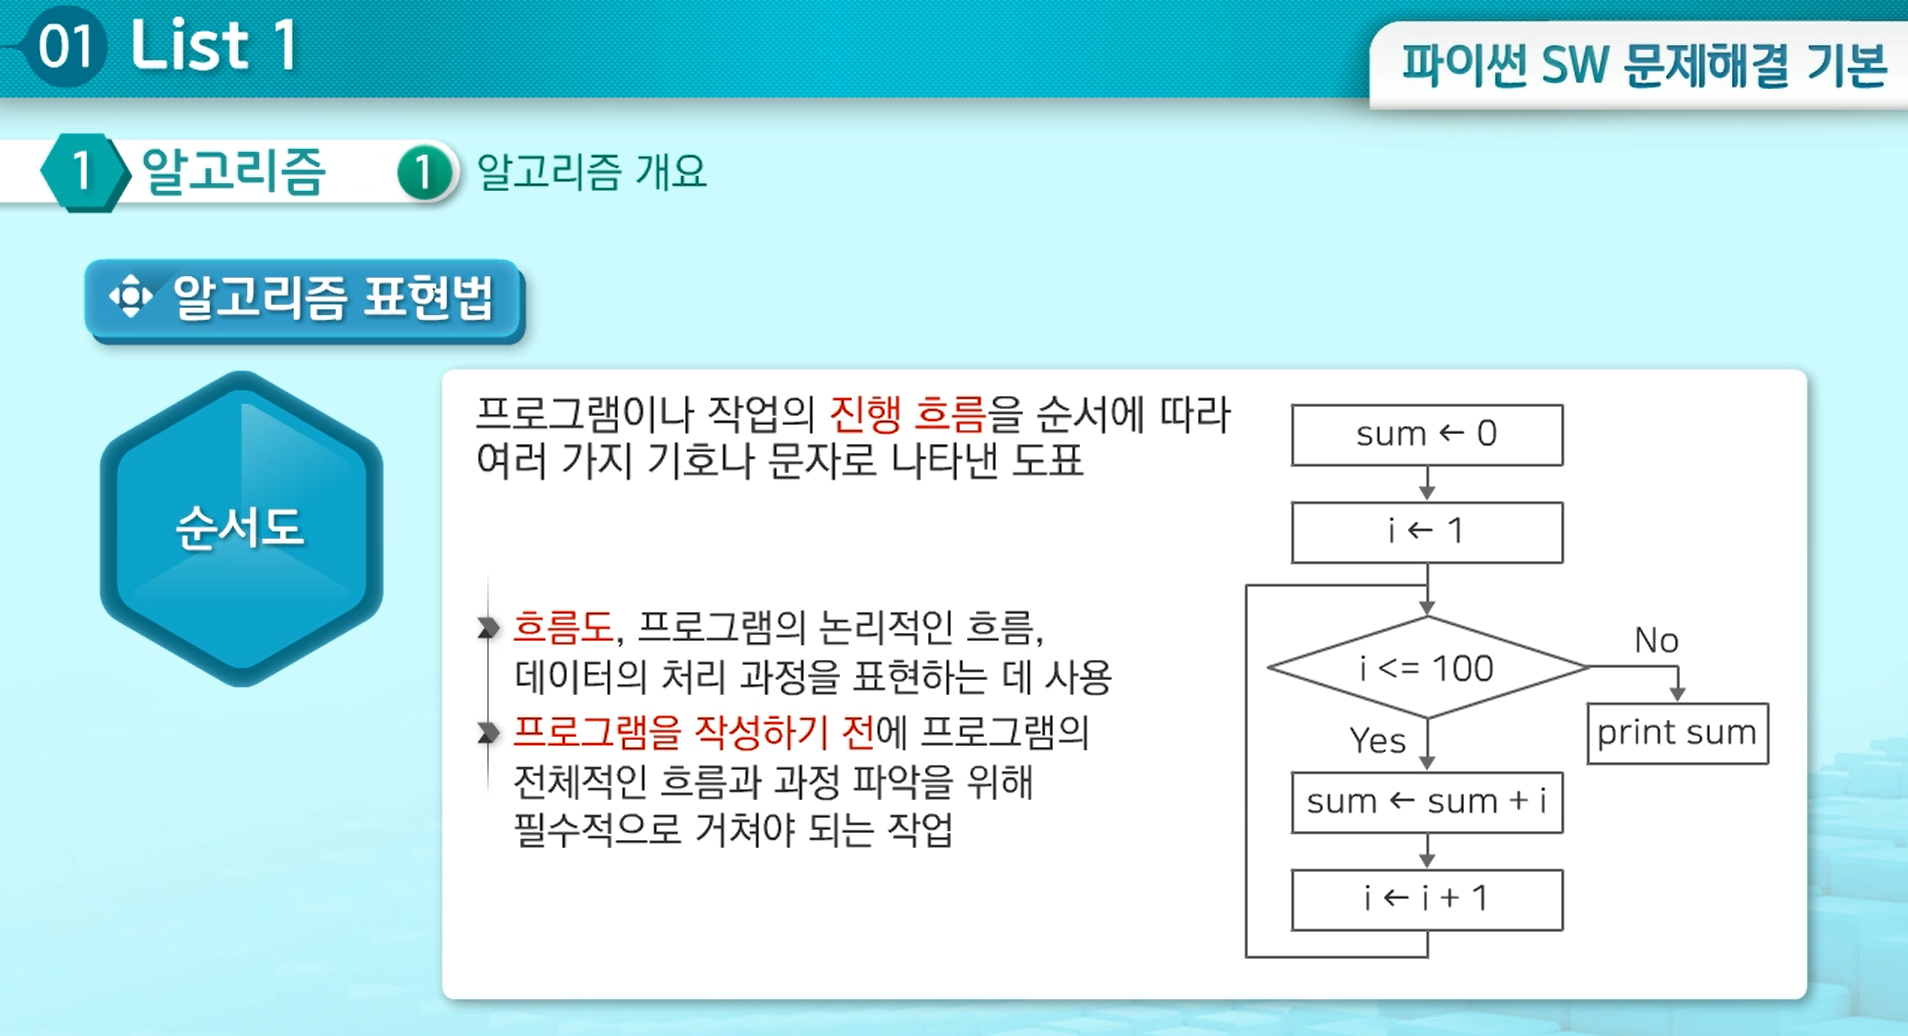 01 List 1
파이썬 SW 문제해결 기본
1 알고리즘 1 알고리즘 개요
알고리즘 표현법
순서도
프로그램이나 작업의 진행 흐름을 순서에 따라
여러 가지 기호나 문자로 나타낸 도표
흐름도, 프로그램의 논리적인 흐름,
데이터의 처리 과정을 표현하는 데 사용
프로그램을 작성하기 전에 프로그램의
전체적인 흐름과 과정 파악을 위해
필수적으로 거쳐야 되는 작업
sum ← 0
i ← 1
i <= 100
No
print sum
Yes
sum ← sum + i
i ← i + 1